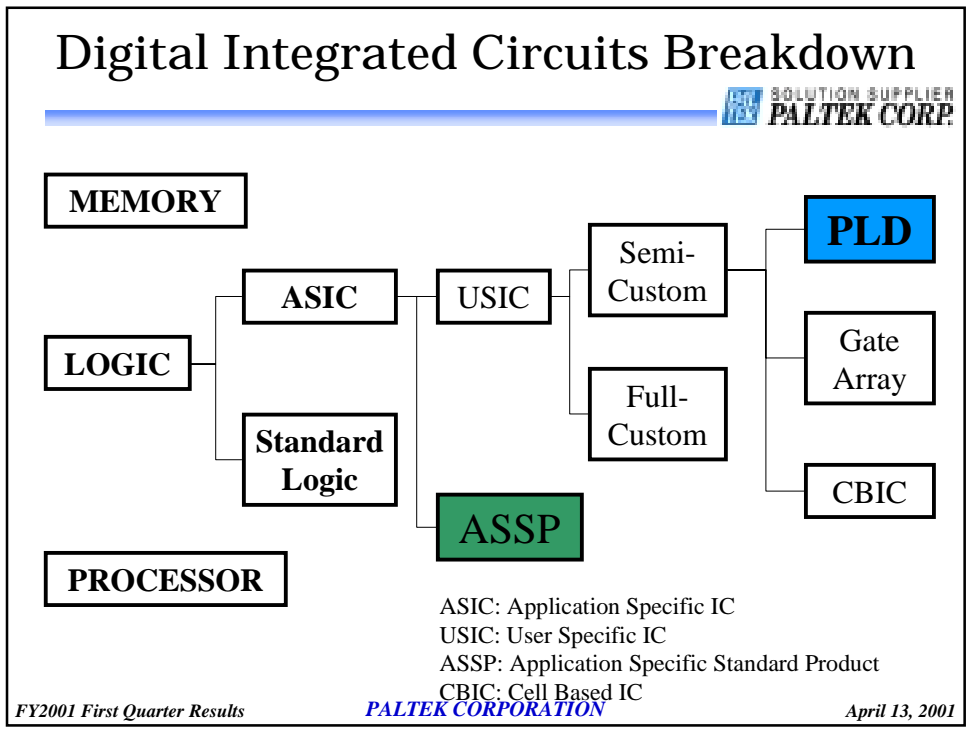 Digital Integrated Circuits Breakdown
SOLUTION SUPPLIER
PALTEK CORP.
MEMORY
LOGIC
PROCESSOR
ASIC
Standard
Logic
USIC
ASSP
Semi-
Custom
Full-
Custom
PLD
Gate
Array
CBIC
ASIC: Application Specific IC
USIC: User Specific IC
ASSP: Application Specific Standard Product
CBIC: Cell Based IC
FY2001 First Quarter Results
PALTEK CORPORATION
April 13, 2001